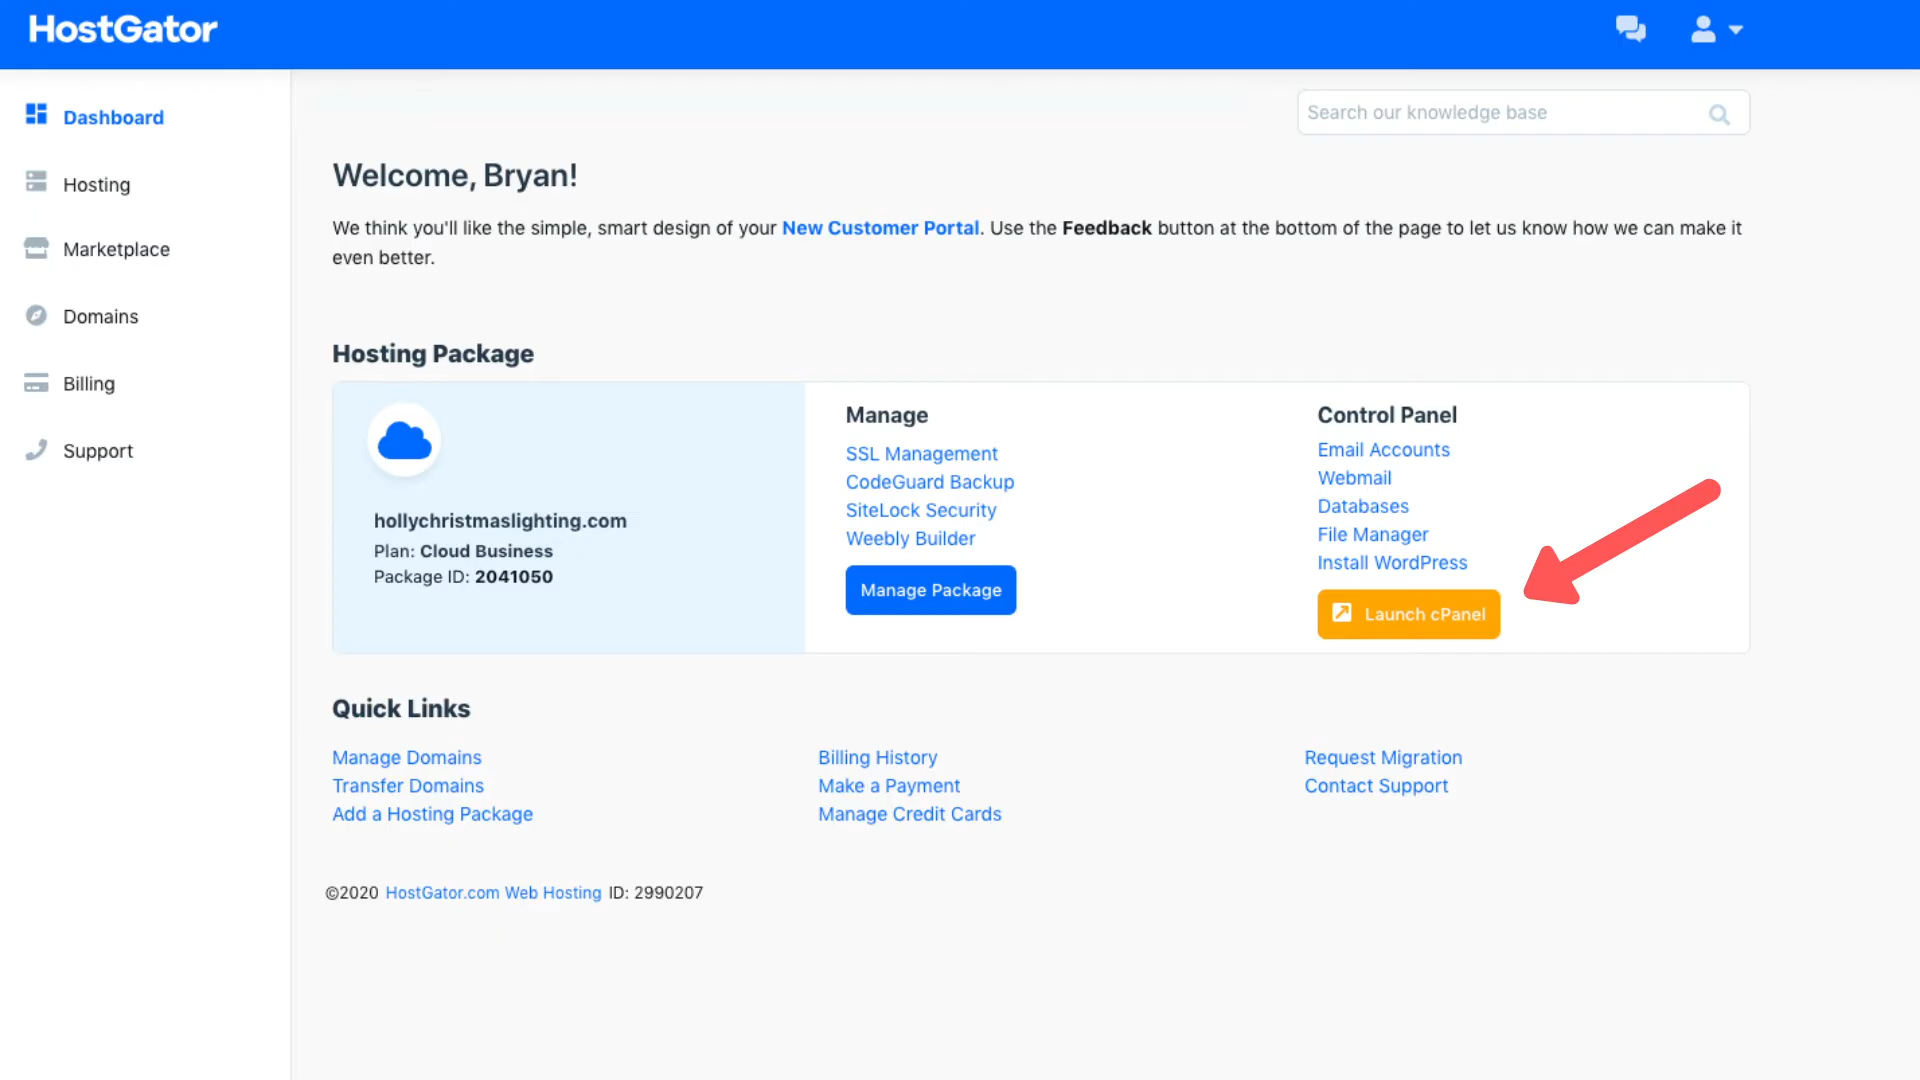 HostGator
Search our knowledge base
Dashboard
Hosting
Marketplace
Domains
Billing
Support
Welcome, Bryan!
We think you'll like the simple, smart design of your New Customer Portal. Use the Feedback button at the bottom of the page to let us know how we can make it
even better.
Hosting Package
hollychristmaslighting.com
Plan: Cloud Business
Package ID: 2041050
Manage
SSL Management
CodeGuard Backup
SiteLock Security
Weebly Builder
Manage Package
Control Panel
Email Accounts
Webmail
Databases
File Manager
Install WordPress
Launch cPanel
Quick Links
Manage Domains
Transfer Domains
Add a Hosting Package
Billing History
Make a Payment
Manage Credit Cards
Request Migration
Contact Support
©2020 HostGator.com Web Hosting ID: 2990207